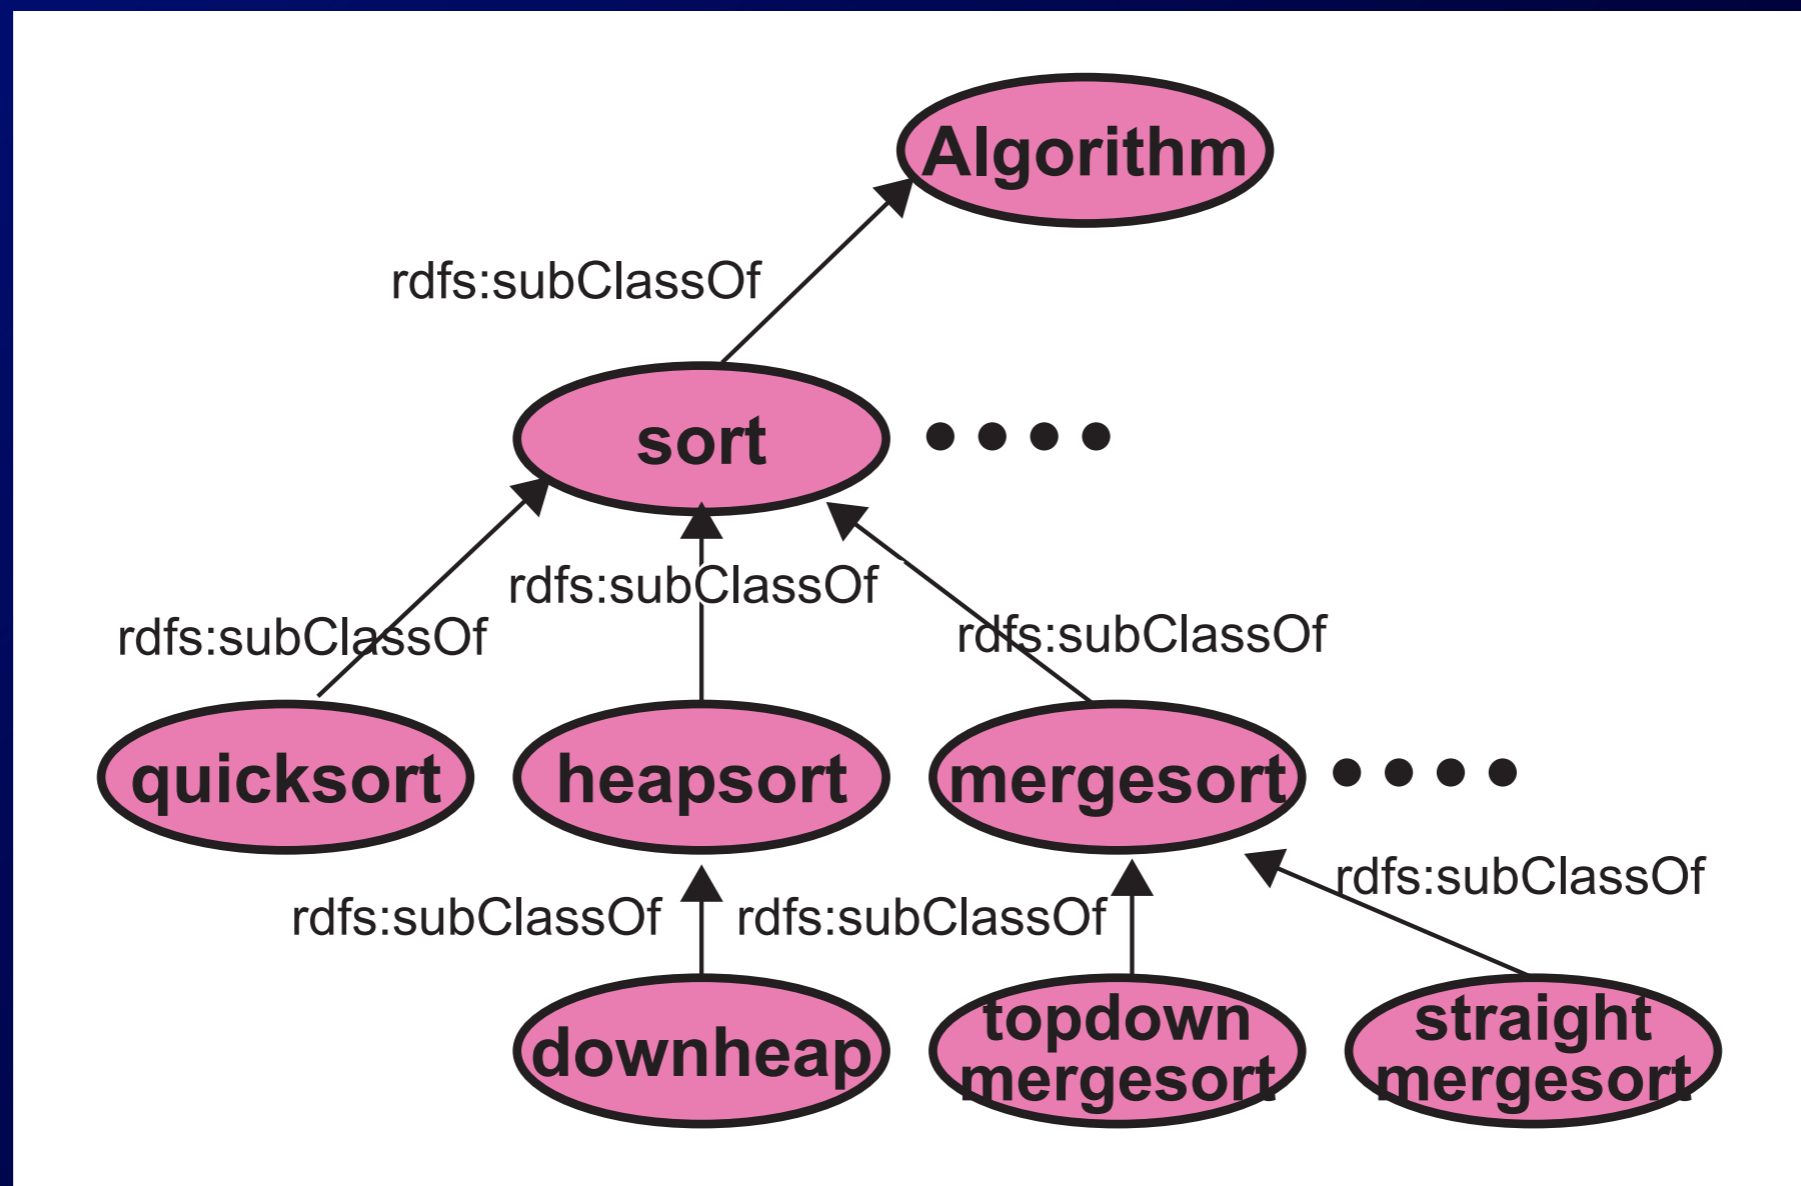 Algorithm
rdfs:subClassOf
sort
rdfs:subClassOf
rdfs:subClassOf
rdfs:subClassOf
quicksort
heapsort
mergesort
rdfs:subClassOf
rdfs:subClassOf
rdfs:subClassOf
downheap
topdown
mergesort
straight
mergesort